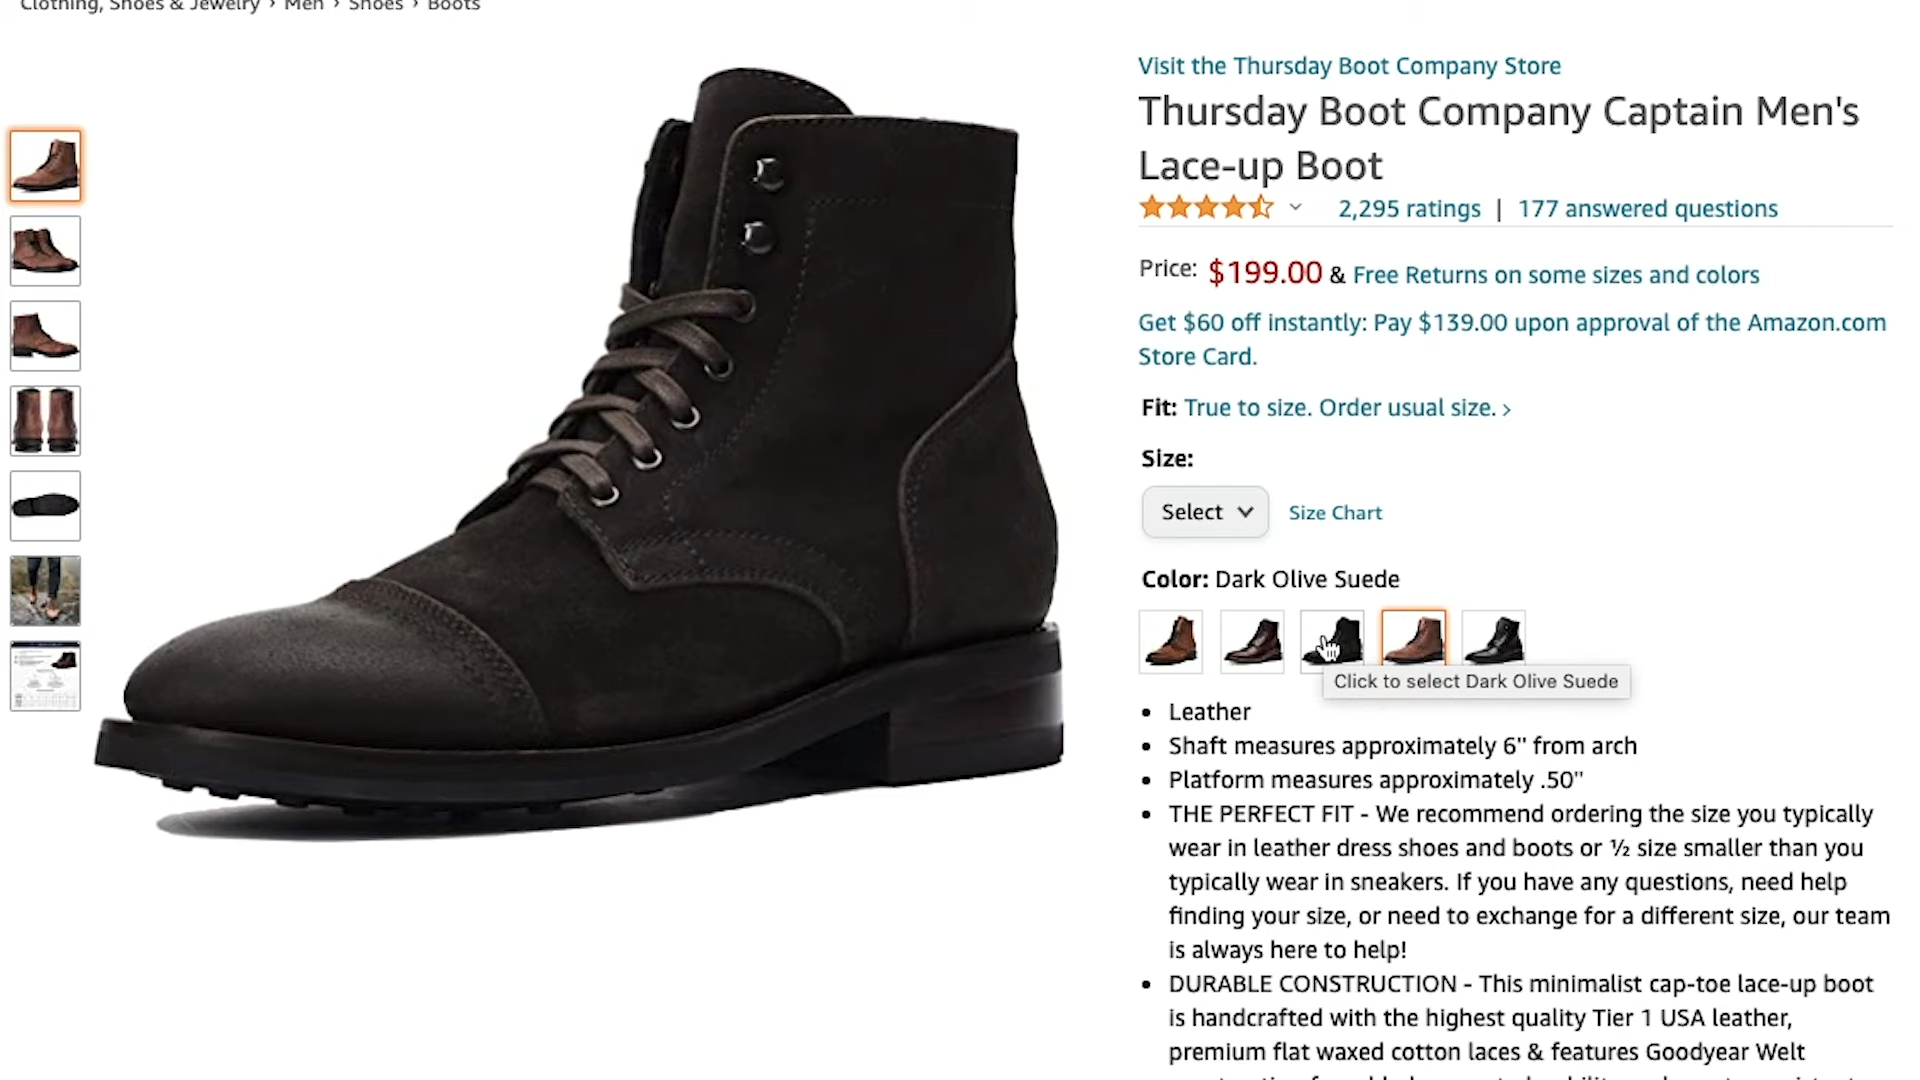 Clothing, Shoes & Jewelry › Men › Shoes › Boots
Visit the Thursday Boot Company Store
Thursday Boot Company Captain Men's
Lace-up Boot
2,295 ratings | 177 answered questions
Price: $199.00 & Free Returns on some sizes and colors
Get $60 off instantly: Pay $139.00 upon approval of the Amazon.com
Store Card.
Fit: True to size. Order usual size. ›
Size:
Select Size Chart
Color: Dark Olive Suede
Click to select Dark Olive Suede
• Leather
• Shaft measures approximately 6" from arch
• Platform measures approximately .50"
• THE PERFECT FIT - We recommend ordering the size you typically
wear in leather dress shoes and boots or ½ size smaller than you
typically wear in sneakers. If you have any questions, need help
finding your size, or need to exchange for a different size, our team
is always here to help!
• DURABLE CONSTRUCTION - This minimalist cap-toe lace-up boot
is handcrafted with the highest quality Tier 1 USA leather,
premium flat waxed cotton laces & features Goodyear Welt